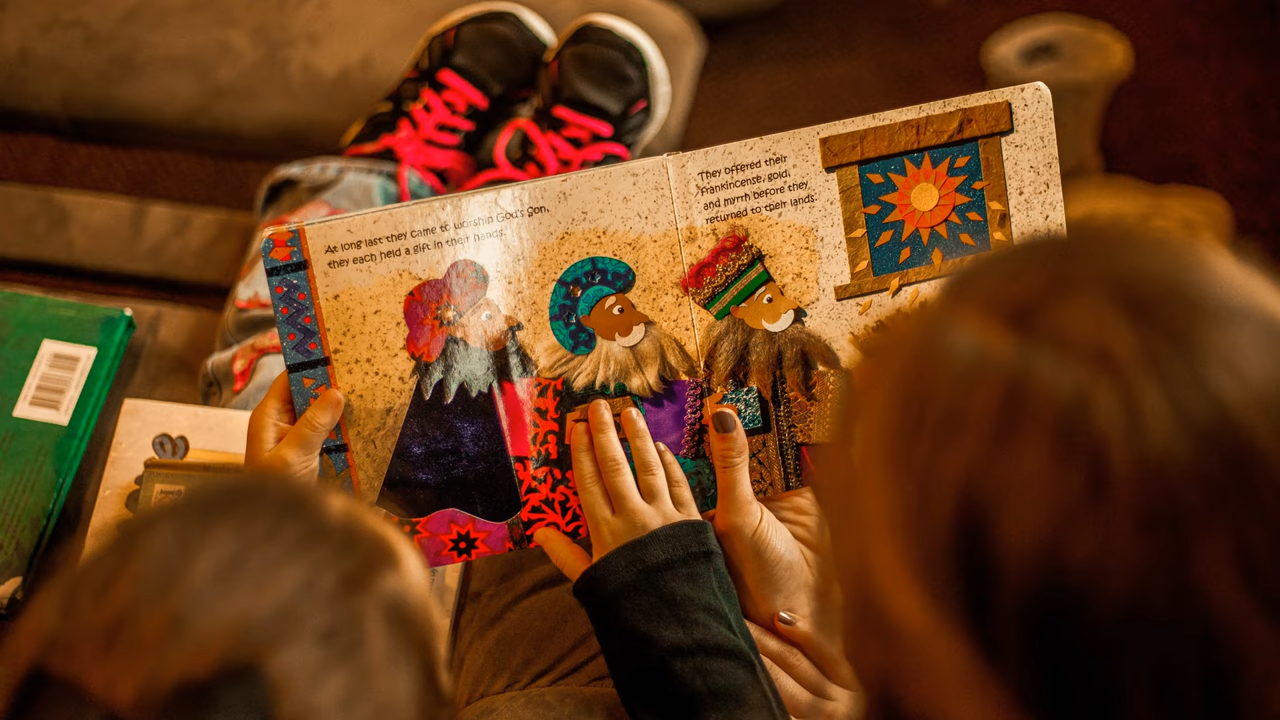 At long last they came to worship God's Son,
they each held a gift in their hands.
They offered their
frankincense, gold,
and myrrh before they
returned to their lands.